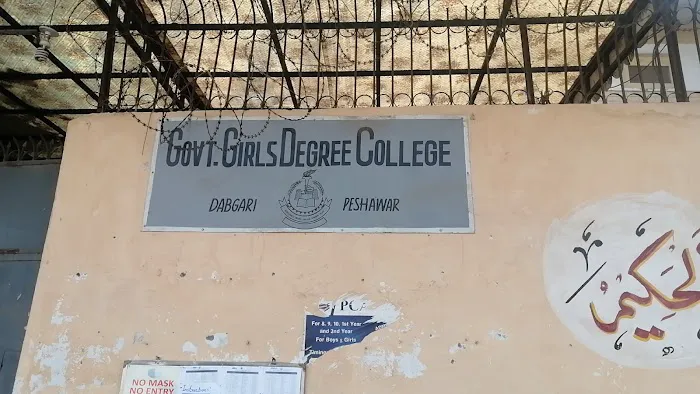 GOVT. GIRLS DEGREE COLLEGE
DABGARI PESHAWAR
الحكيم
For 8, 9, 10, 1st Year
and 2nd Year
For Boys & Girls
NO MASK
NO ENTRY